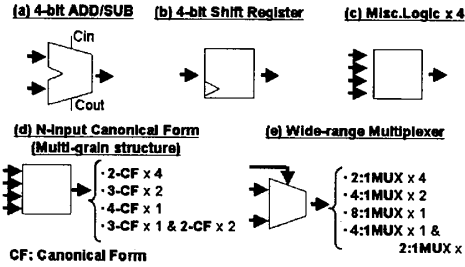 (a) 4-bit ADD/SUB
(b) 4-bit Shift Register
(c) Misc.Logic x 4
Cin
Cout
(d) N-input Canonical Form
(Multi-grain structure)
· 2-CF x 4
· 3-CF x 2
· 4-CF x 1
· 3-CF x 1 & 2-CF x 2
CF: Canonical Form
(e) Wide-range Multiplexer
· 2:1MUX x 4
· 4:1MUX x 2
· 8:1MUX x 1
· 4:1MUX x 1 &
2:1MUX x